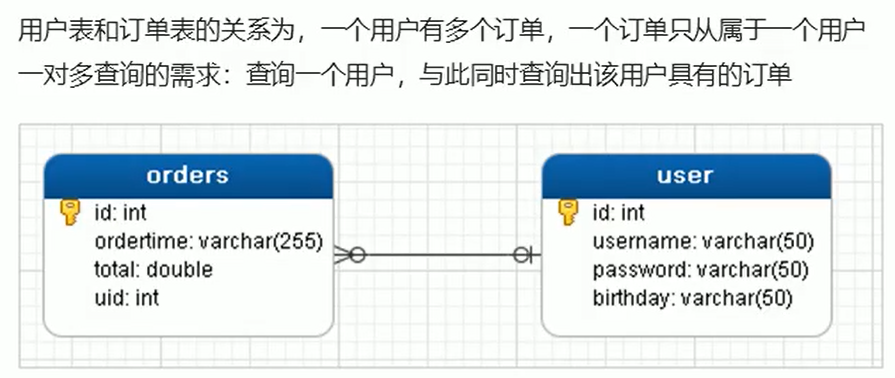 用户表和订单表的关系为，一个用户有多个订单，一个订单只从属于一个用户
一对多查询的需求：查询一个用户，与此同时查询出该用户具有的订单
orders
id: int
ordertime: varchar(255)
total: double
uid: int
user
id: int
username: varchar(50)
password: varchar(50)
birthday: varchar(50)